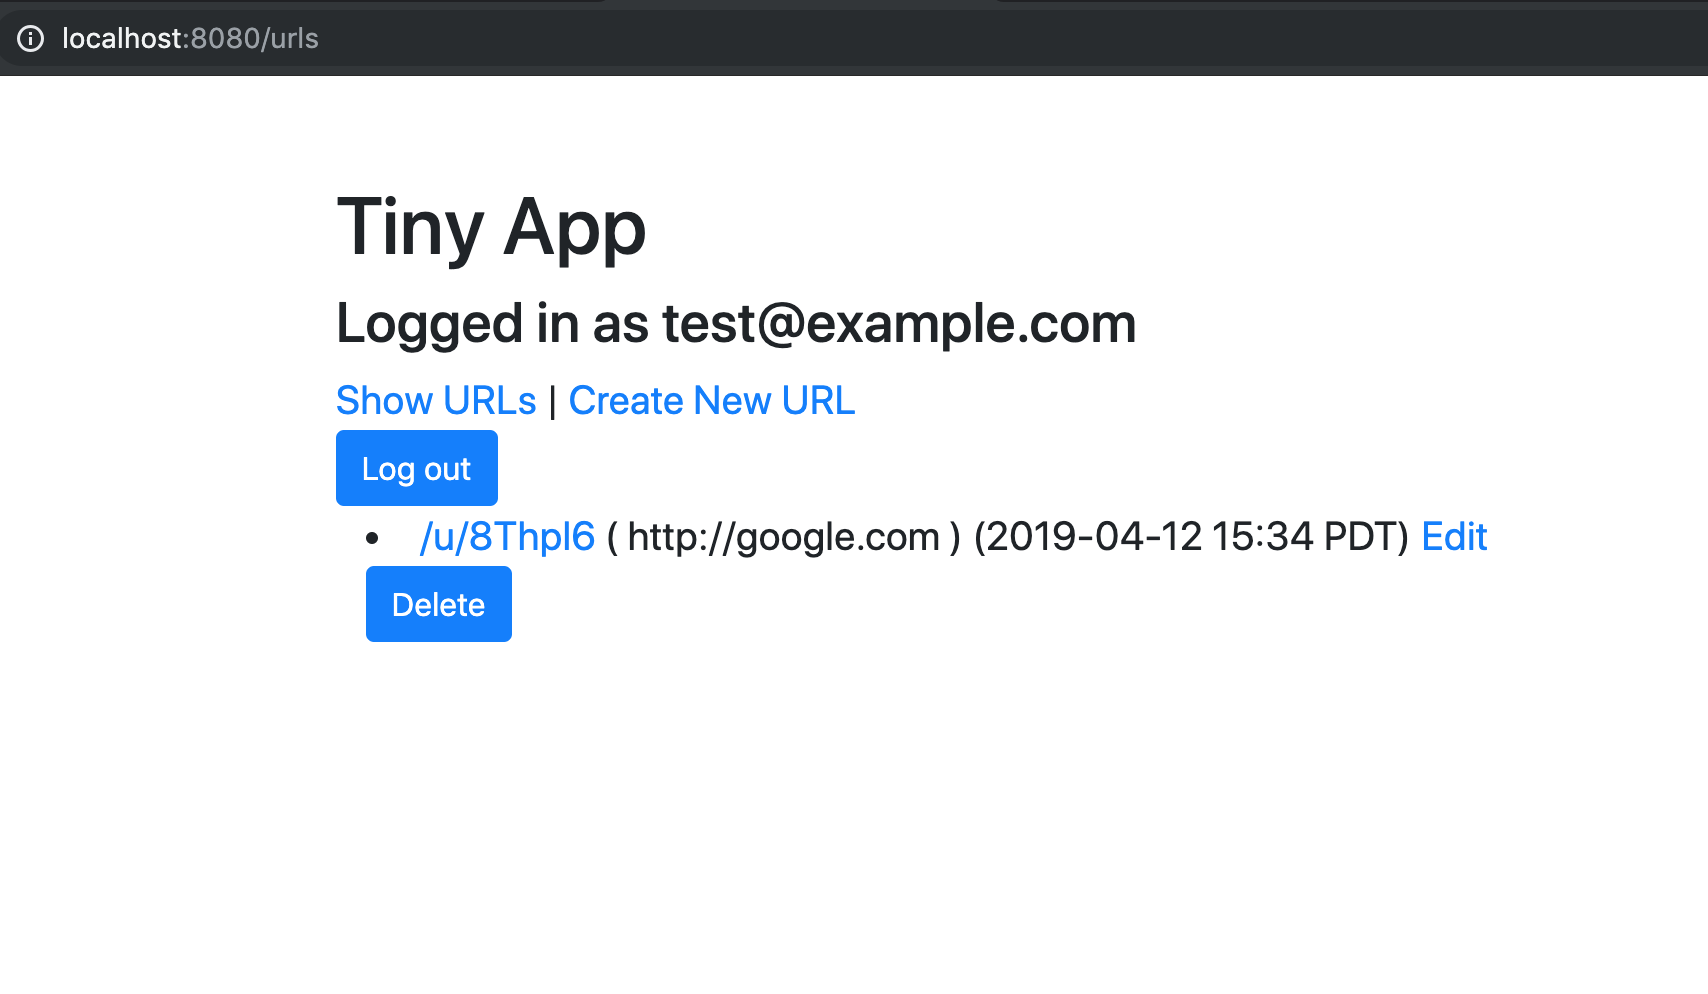 localhost:8080/urls
Tiny App
Logged in as test@example.com
Show URLs | Create New URL
Log out
• /u/8Thpl6 ( http://google.com ) (2019-04-12 15:34 PDT) Edit
Delete